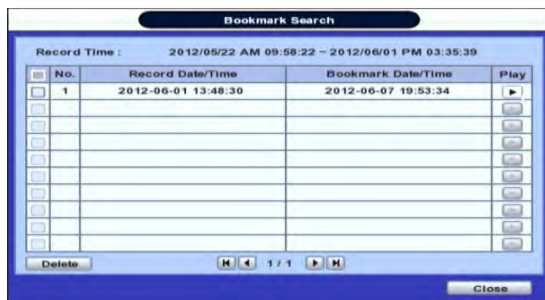 Bookmark Search
Record Time : 2012/05/22 AM 09:58:22 ~ 2012/06/01 PM 03:35:39
No. Record Date/Time Bookmark Date/Time Play
1 2012-06-01 13:48:30 2012-06-07 19:53:34
Delete 1 / 1
Close